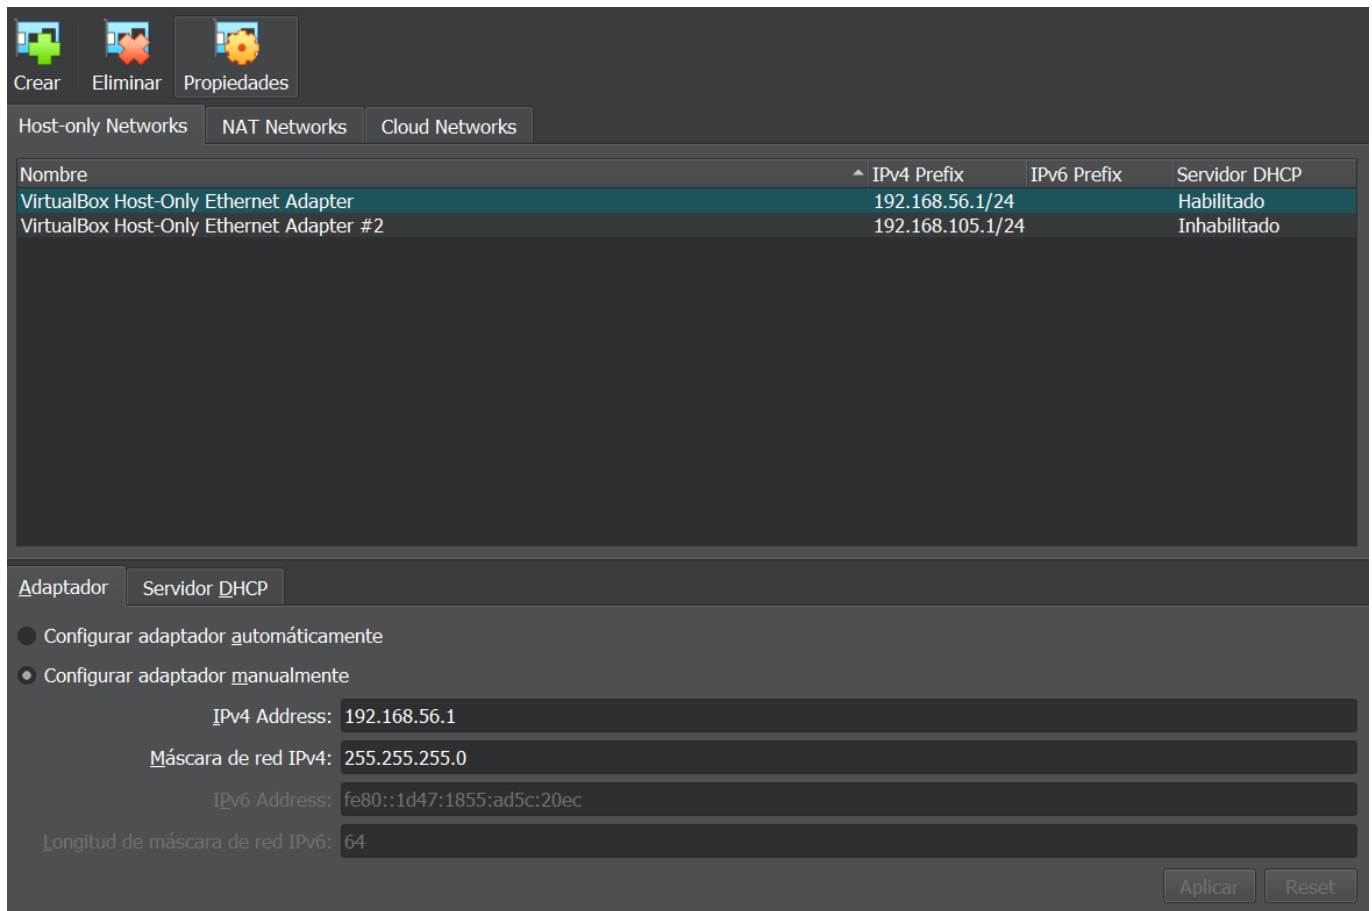 Crear Eliminar Propiedades
Host-only Networks NAT Networks Cloud Networks
Nombre IPv4 Prefix IPv6 Prefix Servidor DHCP
VirtualBox Host-Only Ethernet Adapter 192.168.56.1/24 Habilitado
VirtualBox Host-Only Ethernet Adapter #2 192.168.105.1/24 Inhabilitado
Adaptador Servidor DHCP
Configurar adaptador automáticamente
Configurar adaptador manualmente
IPv4 Address: 192.168.56.1
Máscara de red IPv4: 255.255.255.0
IPv6 Address: fe80::1d47:1855:ad5c:20ec
Longitud de máscara de red IPv6: 64
Aplicar Reset